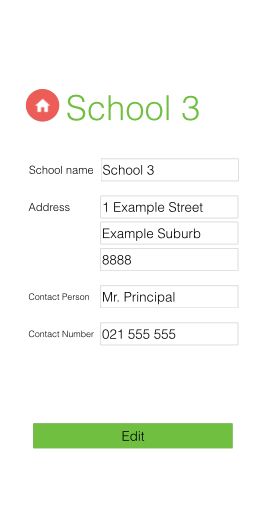 School 3
School name School 3
Address 1 Example Street
Example Suburb
8888
Contact Person Mr. Principal
Contact Number 021 555 555
Edit